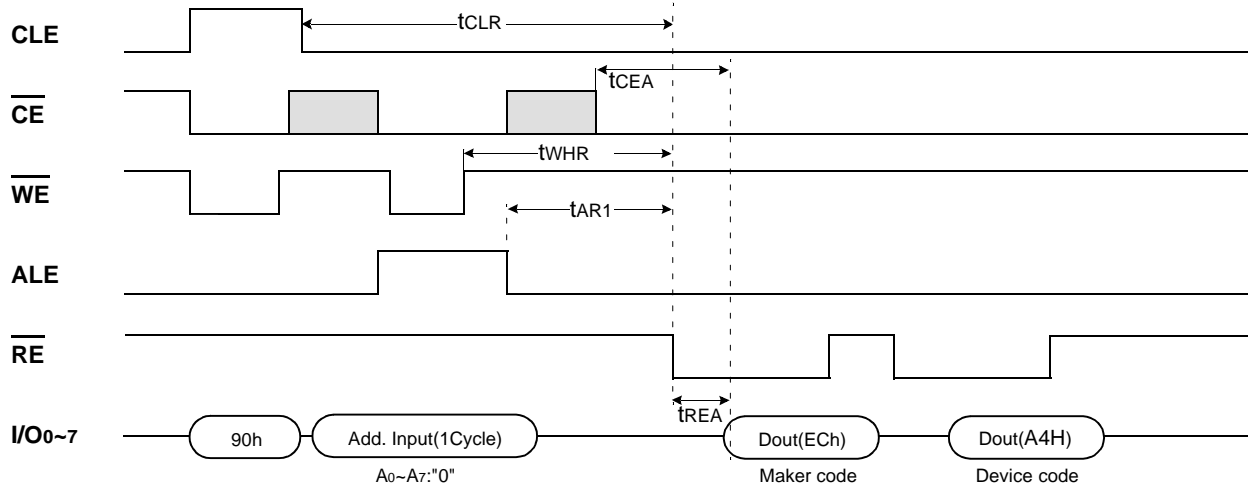 CLE
tCLR
tCEA
CE
tWHR
WE
tAR1
ALE
RE
tREA
I/O0~7
90h
Add. Input(1Cycle)
Dout(ECh)
Dout(A4H)
A0~A7:"0"
Maker code
Device code